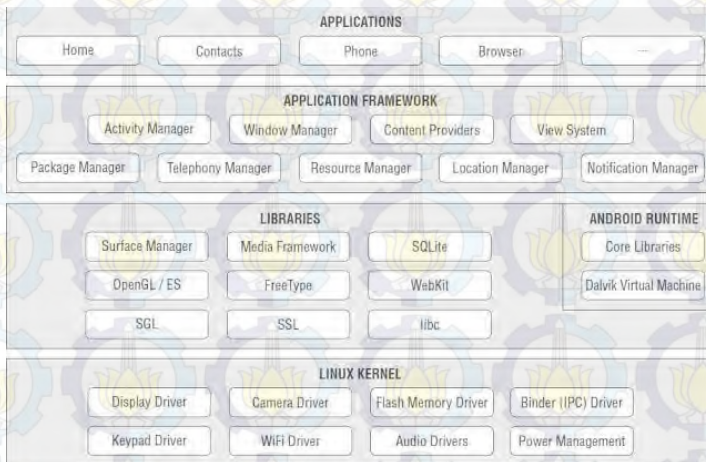 APPLICATIONS
Home Contacts Phone Browser ...
APPLICATION FRAMEWORK
Activity Manager Window Manager Content Providers View System
Package Manager Telephony Manager Resource Manager Location Manager Notification Manager
LIBRARIES
Surface Manager Media Framework SQLite
OpenGL / ES FreeType WebKit
SGL SSL libc
ANDROID RUNTIME
Core Libraries
Dalvik Virtual Machine
LINUX KERNEL
Display Driver Camera Driver Flash Memory Driver Binder (IPC) Driver
Keypad Driver WiFi Driver Audio Drivers Power Management